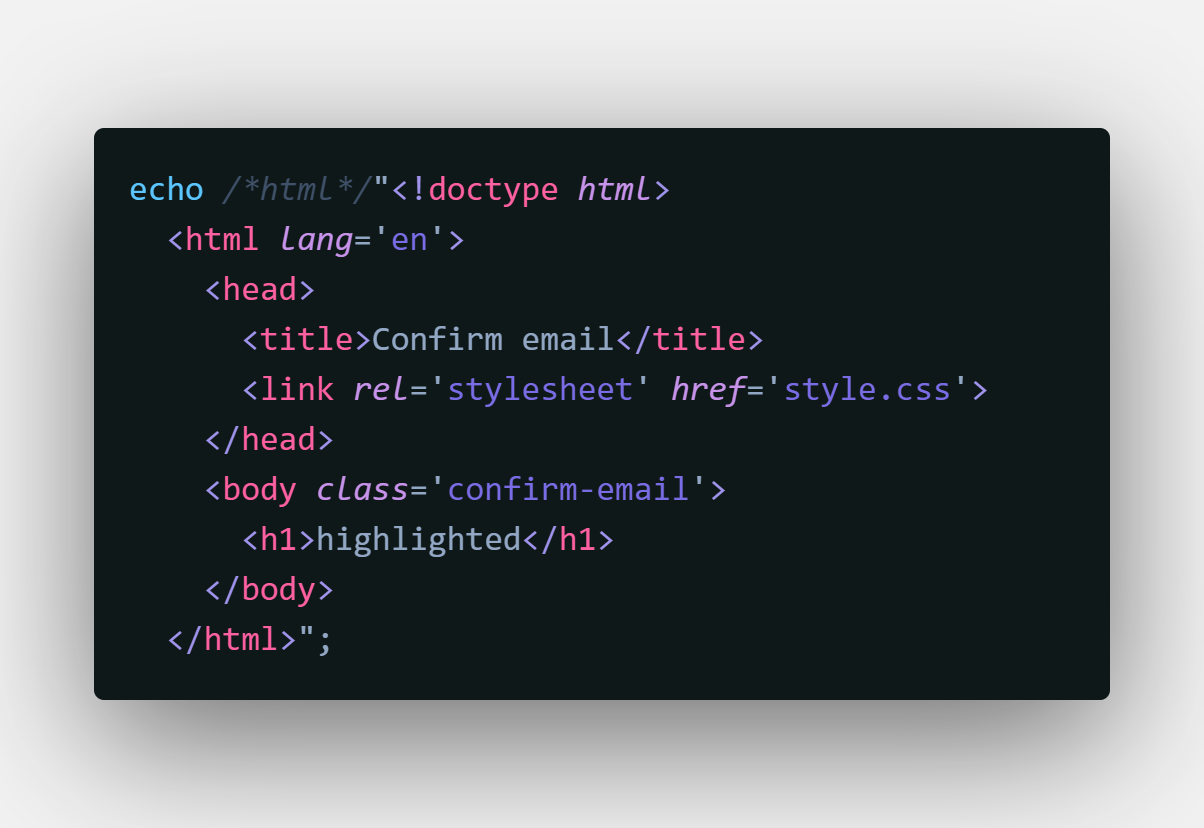 echo /*html*/"<!doctype html>
  <html lang='en'>
    <head>
      <title>Confirm email</title>
      <link rel='stylesheet' href='style.css'>
    </head>
    <body class='confirm-email'>
      <h1>highlighted</h1>
    </body>
  </html>";